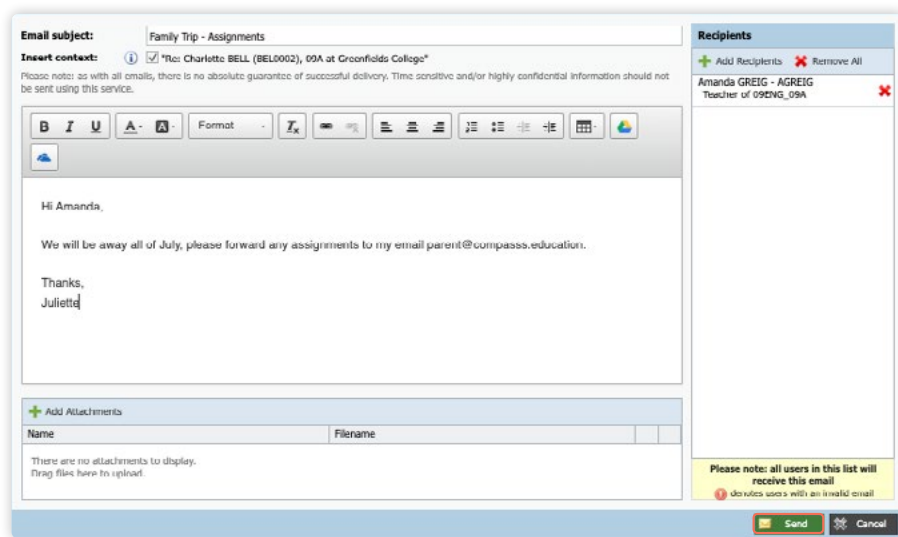 Email subject:
Family Trip - Assignments
Insert context:
"Re: Charlotte BELL (BEL0002), 09A at Greenfields College"
Please note: as with all emails, there is no absolute guarantee of successful delivery. Time sensitive and/or highly confidential information should not
be sent using this service.
B I U A A Format Tx
Hi Amanda,
We will be away all of July, please forward any assignments to my email parent@compasss.education.
Thanks,
Juliette
Add Attachments
Name Filename
There are no attachments to display.
Drag files here to upload.
Recipients
Add Recipients Remove All
Amanda GREIG - AGREIG
Teacher of 09ENG_09A
Please note: all users in this list will
receive this email
denotes users with an invalid email
Send Cancel